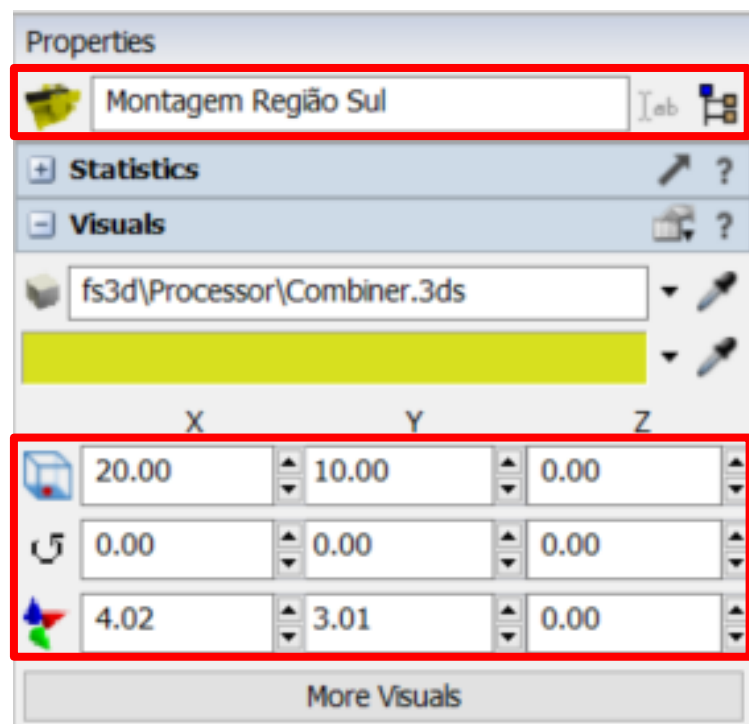 Properties
Montagem Região Sul
ab
Statistics ?
Visuals ?
fs3d\Processor\Combiner.3ds
X Y Z
20.00 10.00 0.00
0.00 0.00 0.00
4.02 3.01 0.00
More Visuals